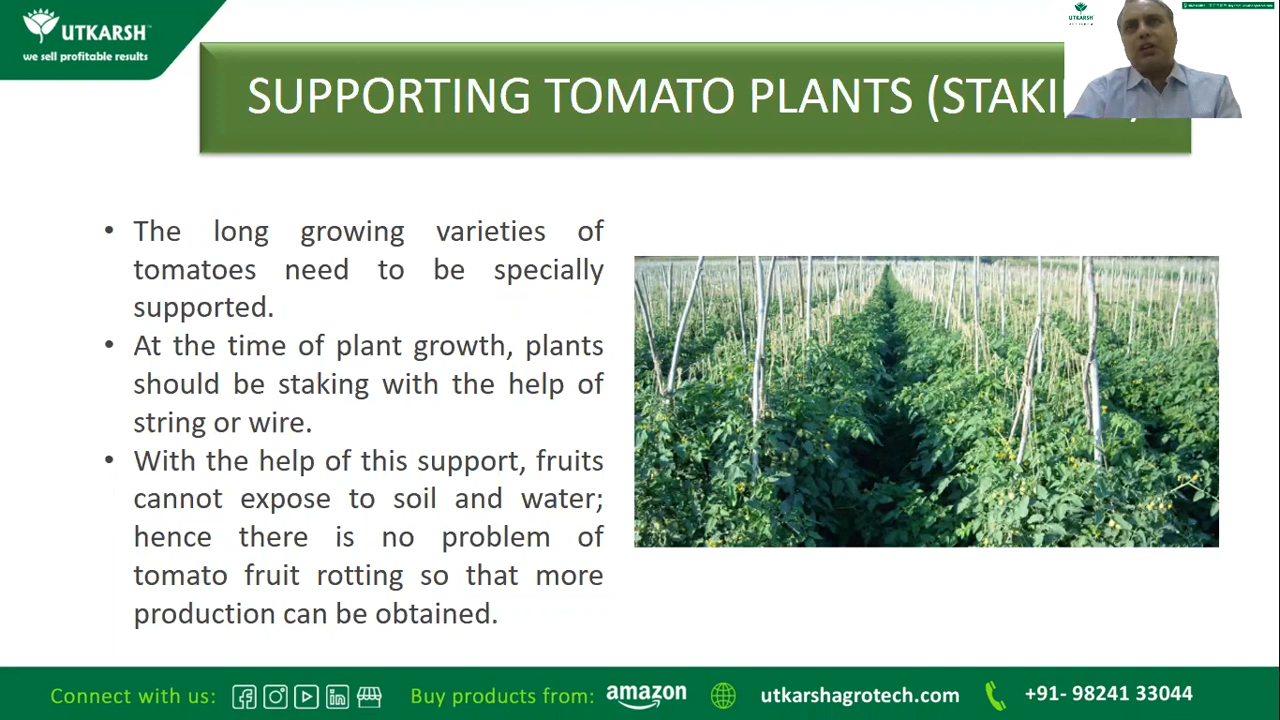 UTKARSH
we sell profitable results
UTKARSH
SUPPORTING TOMATO PLANTS (STAKI
• The long growing varieties of
tomatoes need to be specially
supported.
• At the time of plant growth, plants
should be staking with the help of
string or wire.
• With the help of this support, fruits
cannot expose to soil and water;
hence there is no problem of
tomato fruit rotting so that more
production can be obtained.
Connect with us:
Buy products from: amazon
utkarshagrotech.com
+91- 98241 33044